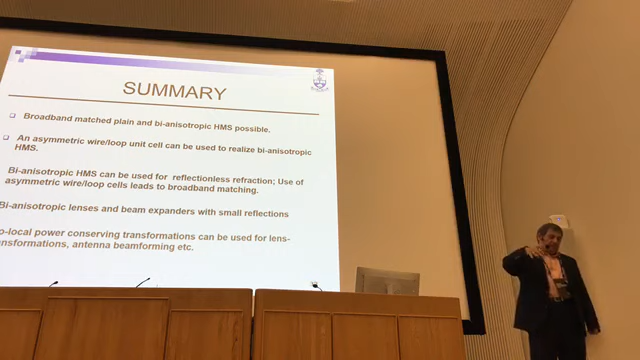 SUMMARY
Broadband matched plain and bi-anisotropic HMS possible.
An asymmetric wire/loop unit cell can be used to realize bi-anisotropic
HMS.
Bi-anisotropic HMS can be used for reflectionless refraction; Use of
asymmetric wire/loop cells leads to broadband matching.
Bi-anisotropic lenses and beam expanders with small reflections
o-local power conserving transformations can be used for lens-
nsformations, antenna beamforming etc.